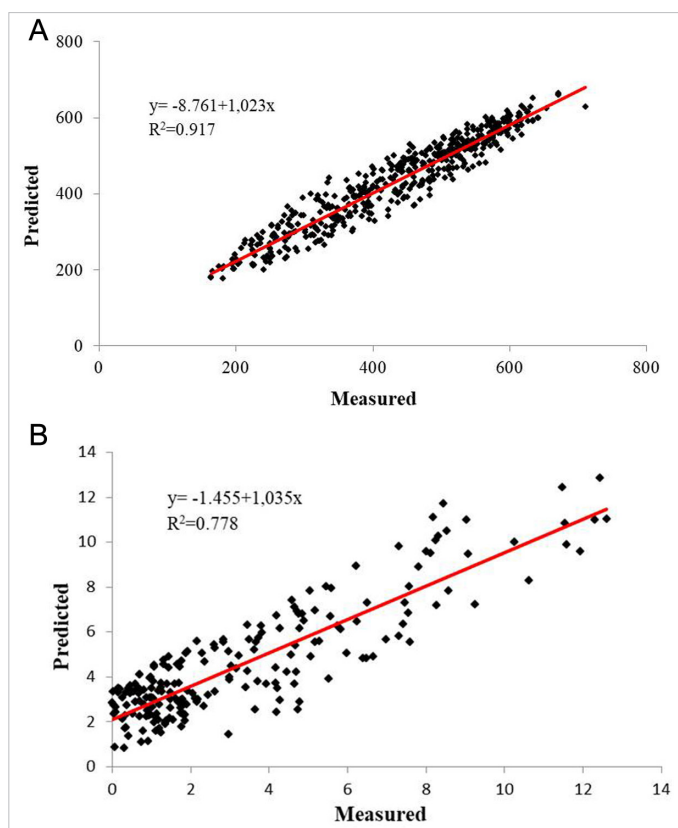 A
800
y= -8.761+1,023x
R²=0.917
600
Predicted
400
200
0
0 200 400 600 800
Measured
B
14
12
y= -1.455+1,035x
R²=0.778
10
Predicted
8
6
4
2
0
0 2 4 6 8 10 12 14
Measured